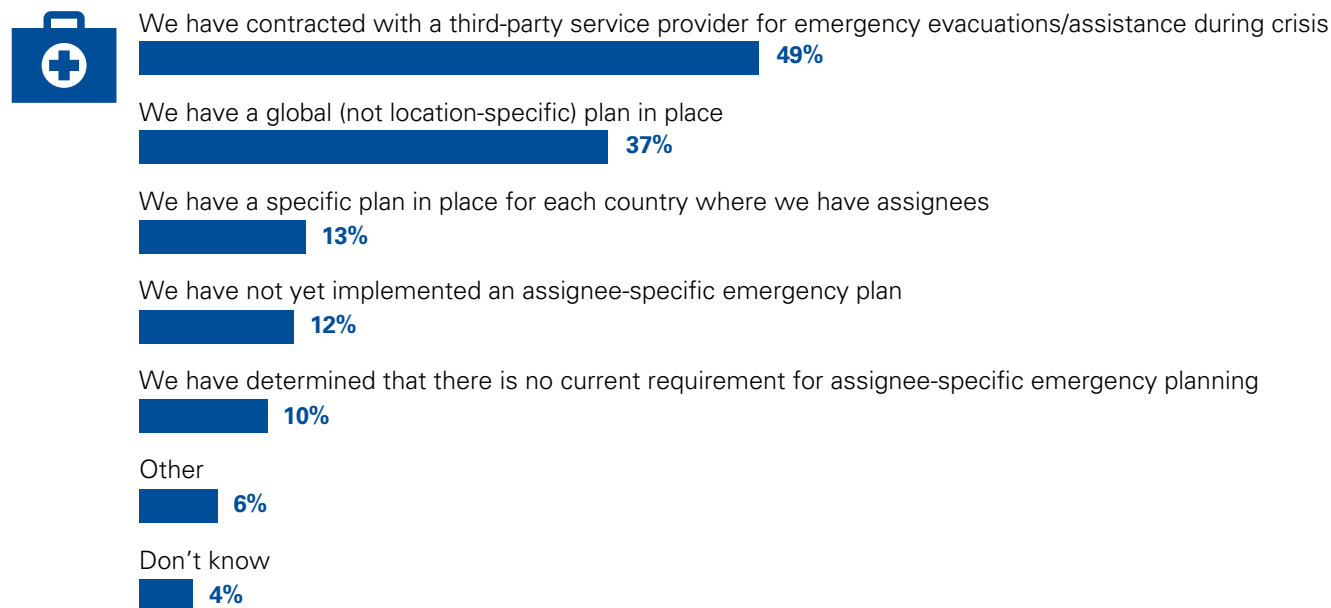 We have contracted with a third-party service provider for emergency evacuations/assistance during crisis
49%
We have a global (not location-specific) plan in place
37%
We have a specific plan in place for each country where we have assignees
13%
We have not yet implemented an assignee-specific emergency plan
12%
We have determined that there is no current requirement for assignee-specific emergency planning
10%
Other
6%
Don’t know
4%